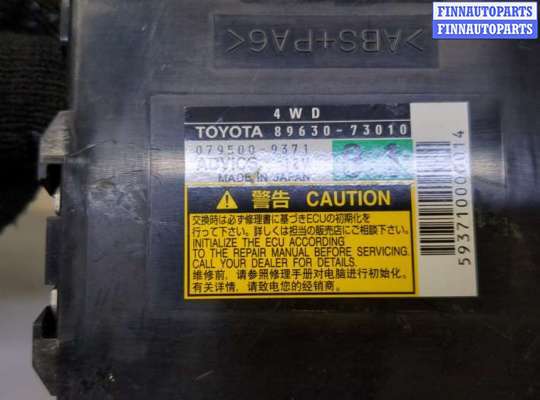 FINNAUTOPARTS
FINNAUTOPARTS
>ABS+PA6<
4WD
TOYOTA 89630-73010
079500-9371
ADVICS 12V
MADE IN JAPAN
警告 CAUTION
交換時は必ず修理書に基づきECUの初期化を
行って下さい。詳しくは担当の販売店にご相談下さい。
INITIALIZE THE ECU ACCORDING
TO THE REPAIR MANUAL BEFORE SERVICING.
CALL YOUR DEALER FOR DETAILS.
维修前，请参照修理手册对电脑进行初始化。
有关详情，请致电您的经销商。
5937100000014